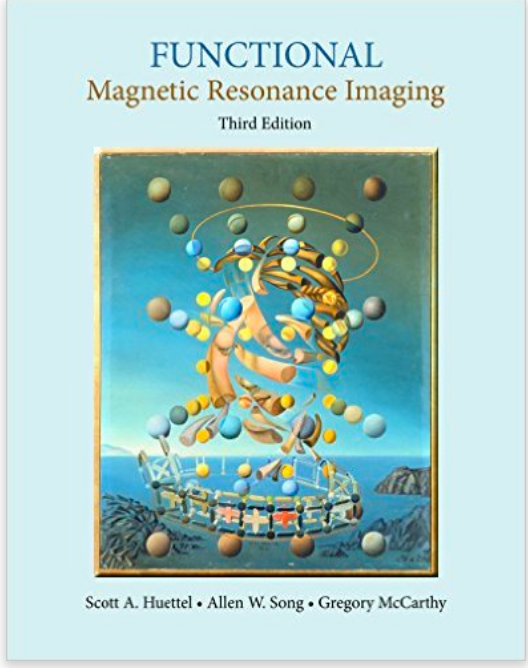 FUNCTIONAL
Magnetic Resonance Imaging
Third Edition
Scott A. Huettel • Allen W. Song • Gregory McCarthy